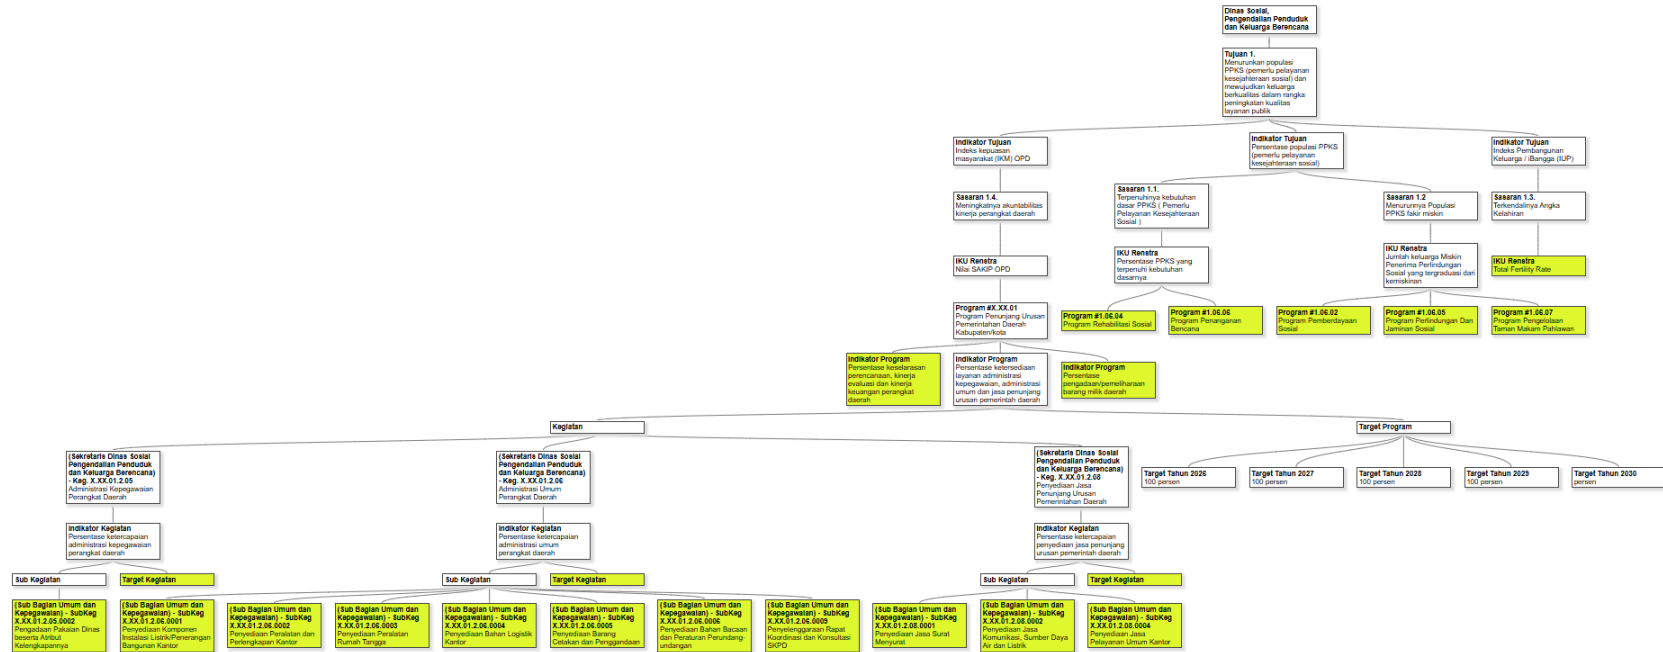 Dinas Sosial,
Pengendalian Penduduk
dan Keluarga Berencana
Tujuan 1.
Menurunkan populasi
PPKS (pemerlu pelayanan
kesejahteraan sosial) dan
mewujudkan keluarga
berkualitas dalam rangka
peningkatan kualitas
layanan publik
Indikator Tujuan
Indeks kepuasan
masyarakat (IKM) OPD
Indikator Tujuan
Persentase populasi PPKS
(pemerlu pelayanan
kesejahteraan sosial)
Indikator Tujuan
Indeks Pembangunan
Keluarga / iBangga (IUP)
Sasaran 1.4.
Meningkatnya akuntabilitas
kinerja perangkat daerah
Sasaran 1.1.
Terpenuhinya kebutuhan
dasar PPKS ( Pemerlu
Pelayanan Kesejahteraan
Sosial )
Sasaran 1.2
Menurunnya Populasi
PPKS fakir miskin
Sasaran 1.3.
Terkendalinya Angka
Kelahiran
IKU Renstra
Nilai SAKIP OPD
IKU Renstra
Persentase PPKS yang
terpenuhi kebutuhan
dasarnya
IKU Renstra
Jumlah keluarga Miskin
Penerima Perlindungan
Sosial yang tergraduasi dari
kemiskinan
IKU Renstra
Total Fertility Rate
Program #X.XX.01
Program Penunjang Urusan
Pemerintahan Daerah
Kabupaten/kota
Program #1.06.04
Program Rehabilitasi Sosial
Program #1.06.06
Program Penanganan
Bencana
Program #1.06.02
Program Pemberdayaan
Sosial
Program #1.06.05
Program Perlindungan Dan
Jaminan Sosial
Program #1.06.07
Program Pengelolaan
Taman Makam Pahlawan
Indikator Program
Persentase keselarasan
perencanaan, kinerja
evaluasi dan kinerja
keuangan perangkat
daerah
Indikator Program
Persentase ketersediaan
layanan administrasi
kepegawaian, administrasi
umum dan jasa penunjang
urusan pemerintah daerah
Indikator Program
Persentase
pengadaan/pemeliharaan
barang milik daerah
Kegiatan
Target Program
(Sekretaris Dinas Sosial
Pengendalian Penduduk
dan Keluarga Berencana)
- Keg. X.XX.01.2.05
Administrasi Kepegawaian
Perangkat Daerah
(Sekretaris Dinas Sosial
Pengendalian Penduduk
dan Keluarga Berencana)
- Keg. X.XX.01.2.06
Administrasi Umum
Perangkat Daerah
(Sekretaris Dinas Sosial
Pengendalian Penduduk
dan Keluarga Berencana)
- Keg. X.XX.01.2.08
Penyediaan Jasa
Penunjang Urusan
Pemerintahan Daerah
Target Tahun 2026
100 persen
Target Tahun 2027
100 persen
Target Tahun 2028
100 persen
Target Tahun 2029
100 persen
Target Tahun 2030
persen
Indikator Kegiatan
Persentase ketercapaian
administrasi kepegawaian
perangkat daerah
Indikator Kegiatan
Persentase ketercapaian
administrasi umum
perangkat daerah
Indikator Kegiatan
Persentase ketercapaian
penyediaan jasa penunjang
urusan pemerintah daerah
Sub Kegiatan
Target Kegiatan
Sub Kegiatan
Target Kegiatan
Sub Kegiatan
Target Kegiatan
(Sub Bagian Umum dan
Kepegawaian) - SubKeg
X.XX.01.2.05.0002
Pengadaan Pakaian Dinas
beserta Atribut
Kelengkapannya
(Sub Bagian Umum dan
Kepegawaian) - SubKeg
X.XX.01.2.06.0001
Penyediaan Komponen
Instalasi Listrik/Penerangan
Bangunan Kantor
(Sub Bagian Umum dan
Kepegawaian) - SubKeg
X.XX.01.2.06.0002
Penyediaan Peralatan dan
Perlengkapan Kantor
(Sub Bagian Umum dan
Kepegawaian) - SubKeg
X.XX.01.2.06.0003
Penyediaan Peralatan
Rumah Tangga
(Sub Bagian Umum dan
Kepegawaian) - SubKeg
X.XX.01.2.06.0004
Penyediaan Bahan Logistik
Kantor
(Sub Bagian Umum dan
Kepegawaian) - SubKeg
X.XX.01.2.06.0005
Penyediaan Barang
Cetakan dan Penggandaan
(Sub Bagian Umum dan
Kepegawaian) - SubKeg
X.XX.01.2.06.0006
Penyediaan Bahan Bacaan
dan Peraturan Perundang-
undangan
(Sub Bagian Umum dan
Kepegawaian) - SubKeg
X.XX.01.2.06.0005
Penyelenggaraan Rapat
Koordinasi dan Konsultasi
SKPD
(Sub Bagian Umum dan
Kepegawaian) - SubKeg
X.XX.01.2.08.0001
Penyediaan Jasa Surat
Menyurat
(Sub Bagian Umum dan
Kepegawaian) - SubKeg
X.XX.01.2.08.0002
Penyediaan Jasa
Komunikasi, Sumber Daya
Air dan Listrik
(Sub Bagian Umum dan
Kepegawaian) - SubKeg
X.XX.01.2.08.0004
Penyediaan Jasa
Pelayanan Umum Kantor